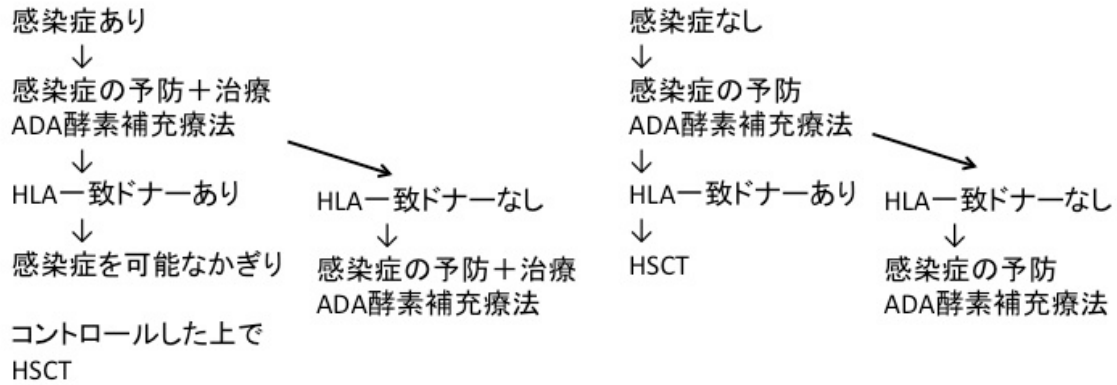 感染症あり
↓
感染症の予防＋治療
ADA酵素補充療法
↓
HLA一致ドナーあり
↓
感染症を可能なかぎり
コントロールした上で
HSCT
HLA一致ドナーなし
↓
感染症の予防＋治療
ADA酵素補充療法
感染症なし
↓
感染症の予防
ADA酵素補充療法
↓
HLA一致ドナーあり
↓
HSCT
HLA一致ドナーなし
↓
感染症の予防
ADA酵素補充療法